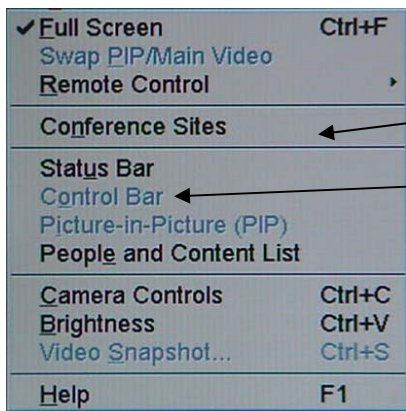 ✓Full Screen Ctrl+F
Swap PIP/Main Video
Remote Control
Conference Sites
Status Bar
Control Bar
Picture-in-Picture (PIP)
People and Content List
Camera Controls Ctrl+C
Brightness Ctrl+V
Video Snapshot... Ctrl+S
Help F1